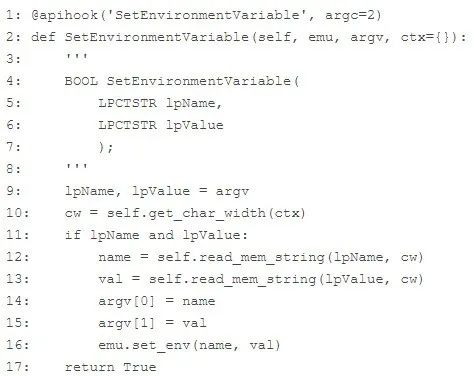 1: @apihook('SetEnvironmentVariable', argc=2)
2: def SetEnvironmentVariable(self, emu, argv, ctx={}):
3:     '''
4:     BOOL SetEnvironmentVariable(
5:         LPCTSTR lpName,
6:         LPCTSTR lpValue
7:         );
8:     '''
9:     lpName, lpValue = argv
10:     cw = self.get_char_width(ctx)
11:     if lpName and lpValue:
12:         name = self.read_mem_string(lpName, cw)
13:         val = self.read_mem_string(lpValue, cw)
14:         argv[0] = name
15:         argv[1] = val
16:         emu.set_env(name, val)
17:     return True